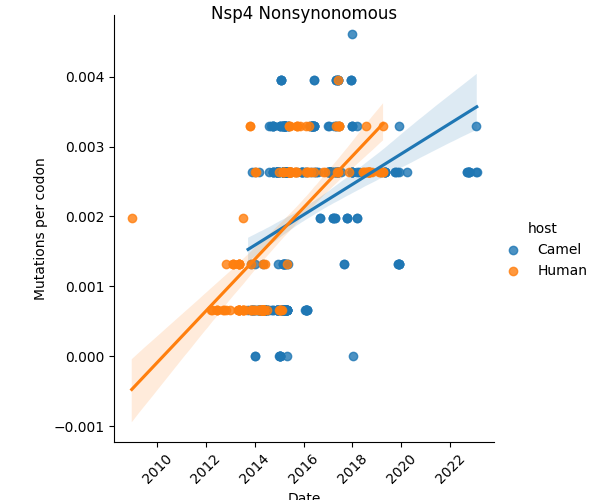 Nsp4 Nonsynonomous
Mutations per codon
0.004
0.003
0.002
0.001
0.000
−0.001
2010
2012
2014
2016
2018
2020
2022
Date
host
Camel
Human